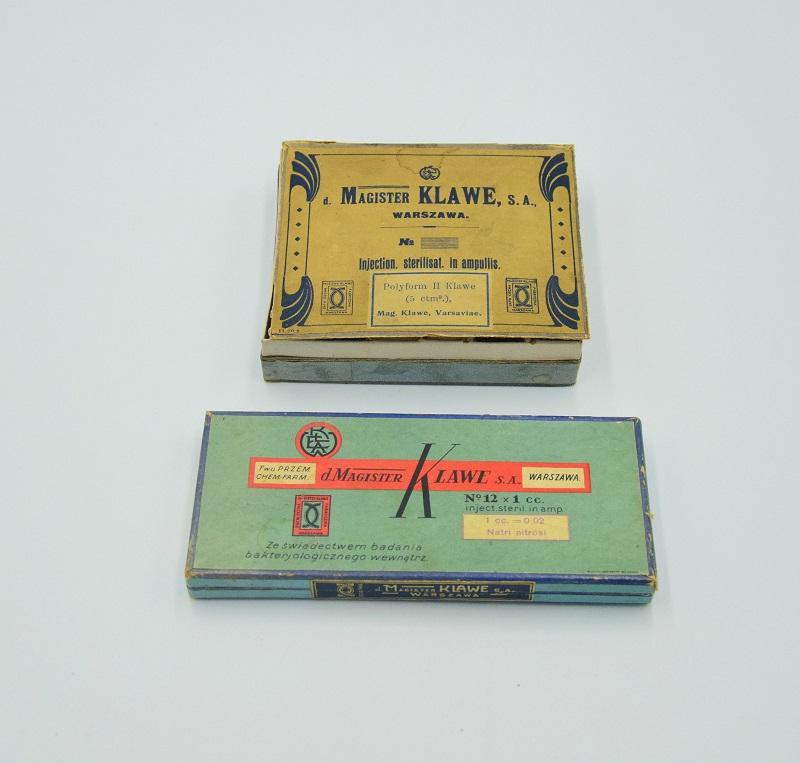 d. MAGISTER KLAWE, S. A.,
WARSZAWA.
No
Injection. sterilisat. in ampullis.
Polyform II Klawe
(5 ctm³.),
Mag. Klawe, Varsaviae.
Two PRZEM.
CHEM-FARM.
d. MAGISTER KLAWE S.A.,
WARSZAWA.
No 12 x 1 cc.
inject. steril. in amp.
1 cc. = 0,02
Natri nitrosi
Ze świadectwem badania
bakterjologicznego wewnątrz.
d. MAGISTER KLAWE S.A.
WARSZAWA